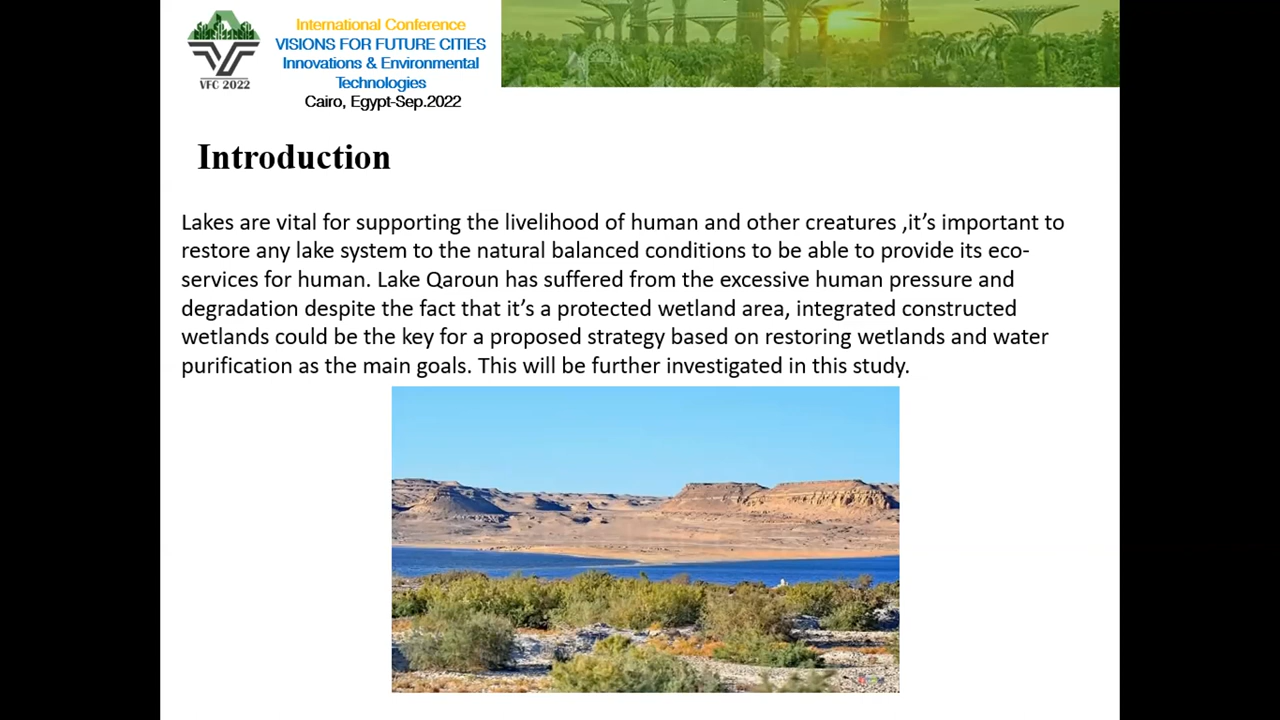 International Conference
VISIONS FOR FUTURE CITIES
Innovations & Environmental
Technologies
Cairo, Egypt-Sep.2022
VFC 2022
Introduction
Lakes are vital for supporting the livelihood of human and other creatures ,it’s important to
restore any lake system to the natural balanced conditions to be able to provide its eco-
services for human. Lake Qaroun has suffered from the excessive human pressure and
degradation despite the fact that it’s a protected wetland area, integrated constructed
wetlands could be the key for a proposed strategy based on restoring wetlands and water
purification as the main goals. This will be further investigated in this study.